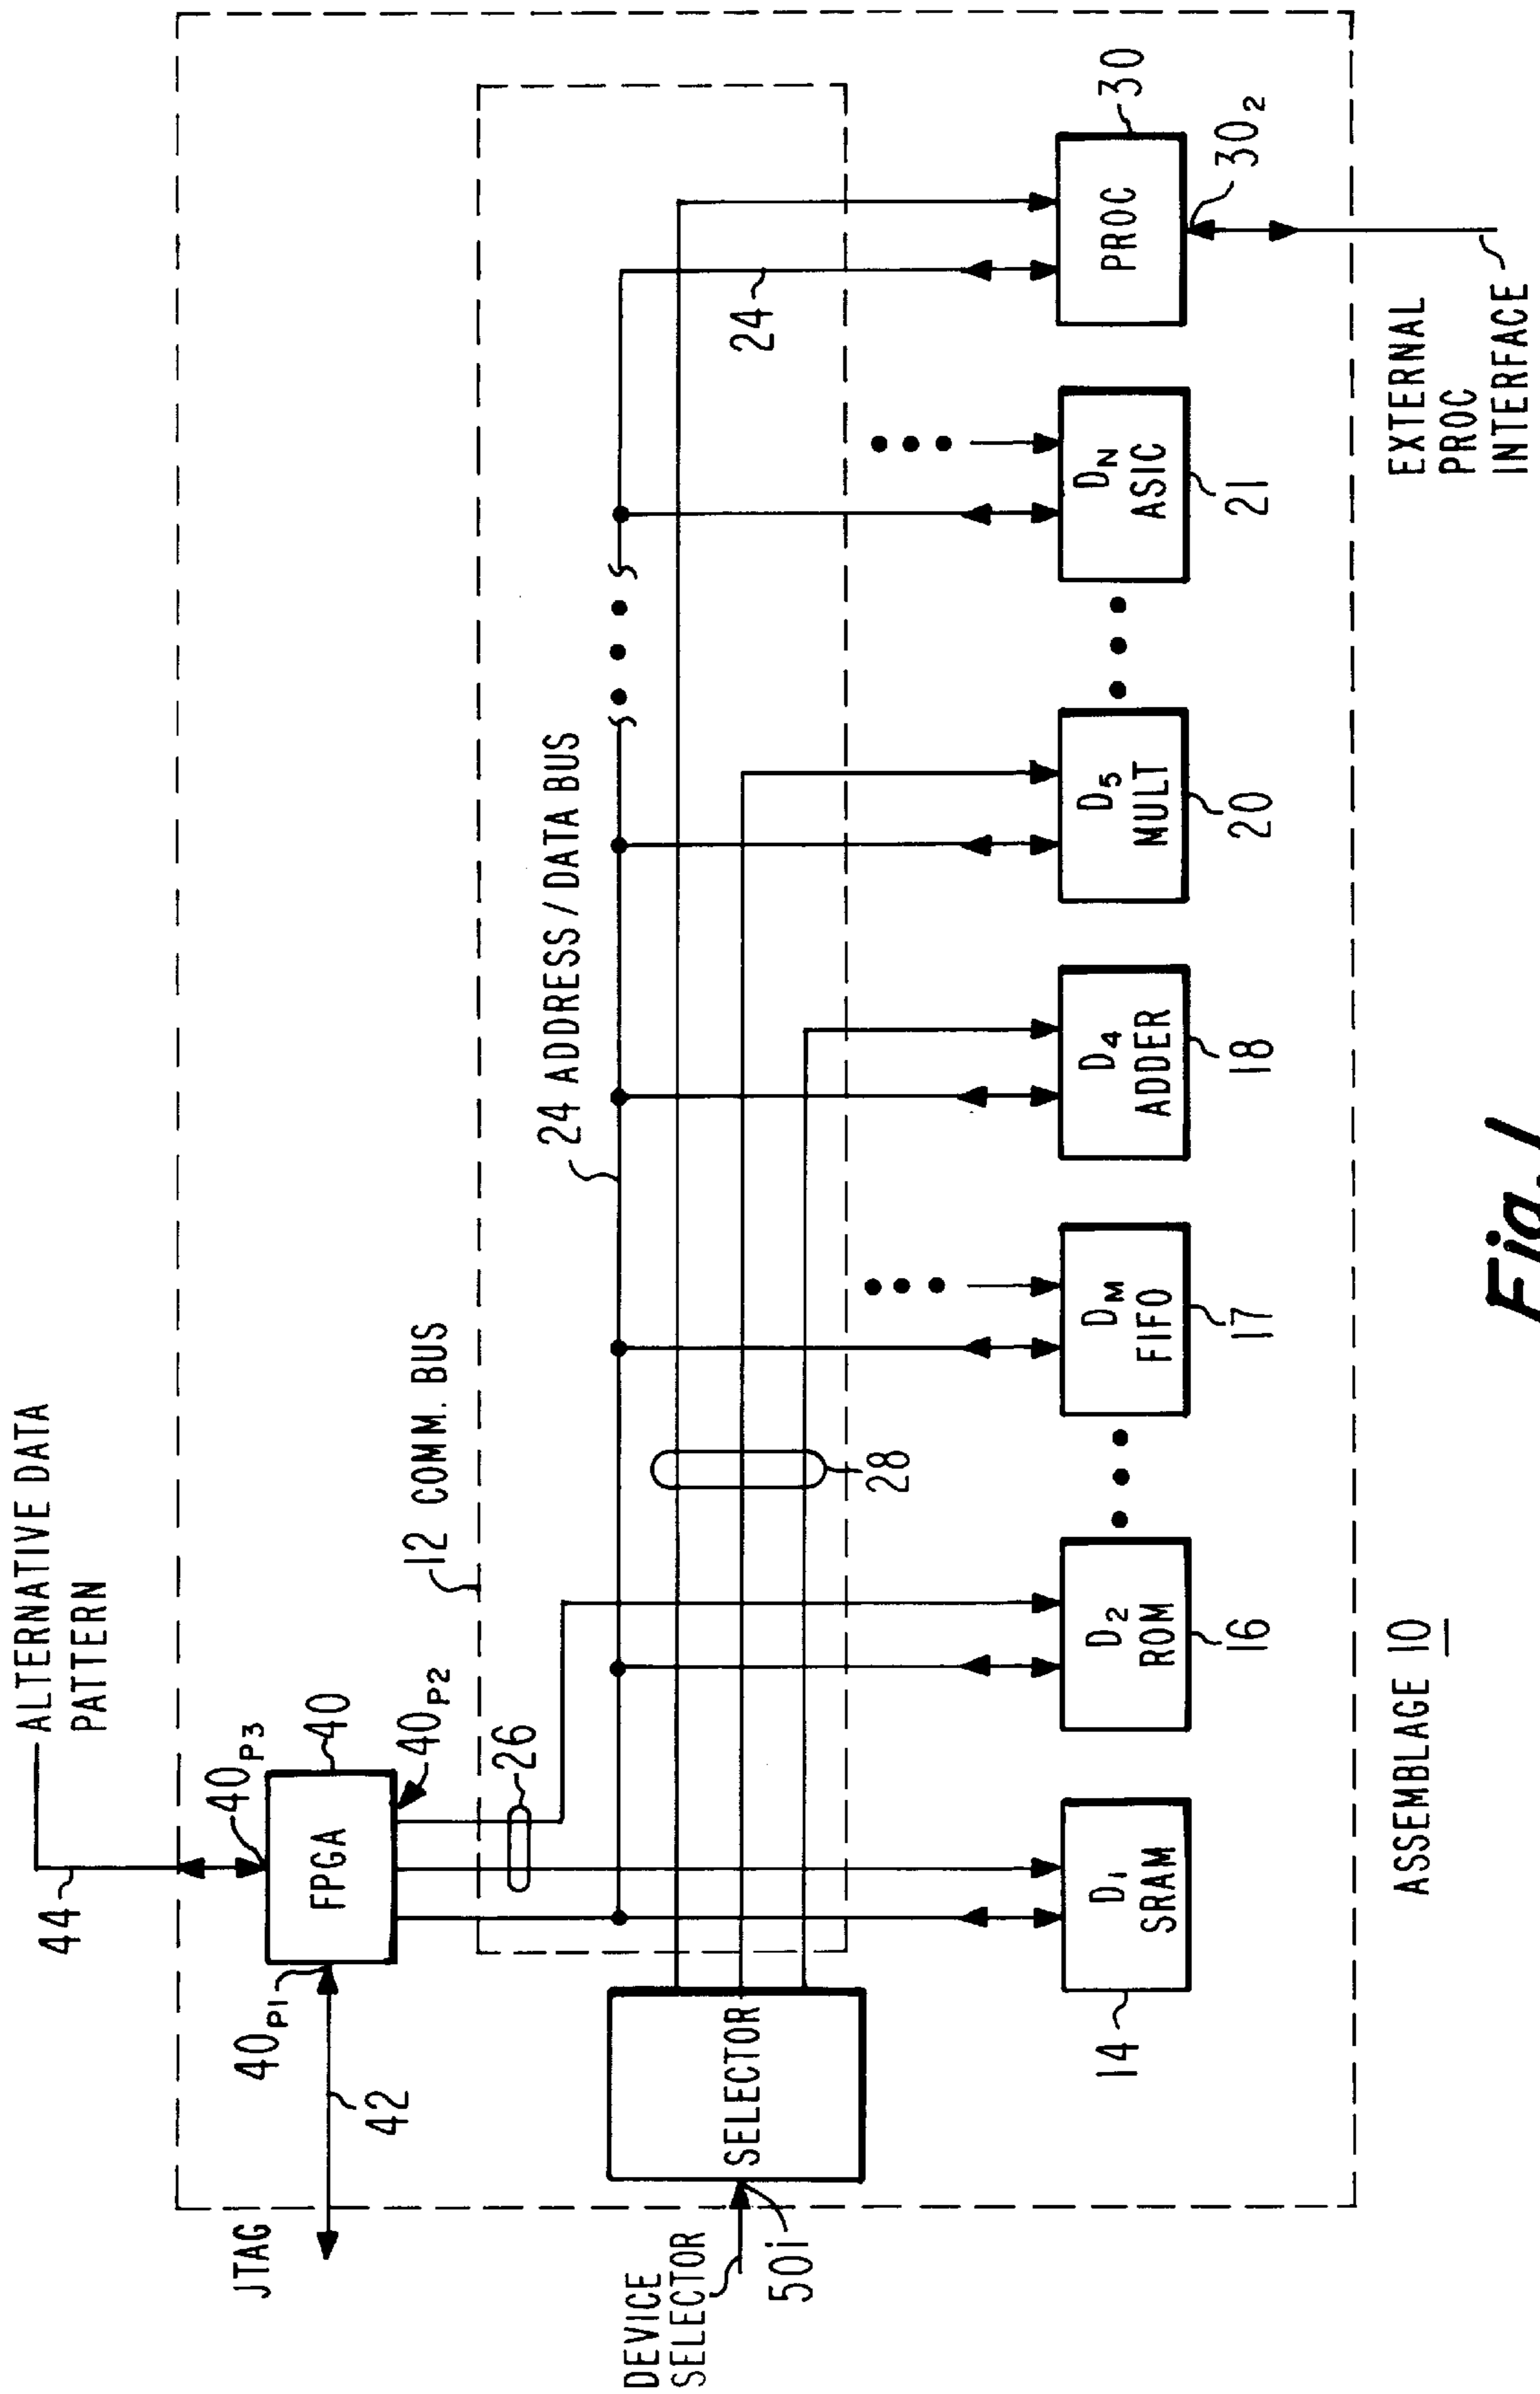 ALTERNATIVE DATA
PATTERN
44
40P3
40P1
FPGA
40
40P2
JTAG
42
26
12 COMM. BUS
24 ADDRESS / DATA BUS
24
28
DEVICE
SELECTOR
50i
SELECTOR
D1
SRAM
14
D2
ROM
16
DM
FIFO
17
D4
ADDER
18
D5
MULT
20
DN
ASIC
21
PROC
30
302
EXTERNAL
PROC
INTERFACE
ASSEMBLAGE 10
Fig. 1